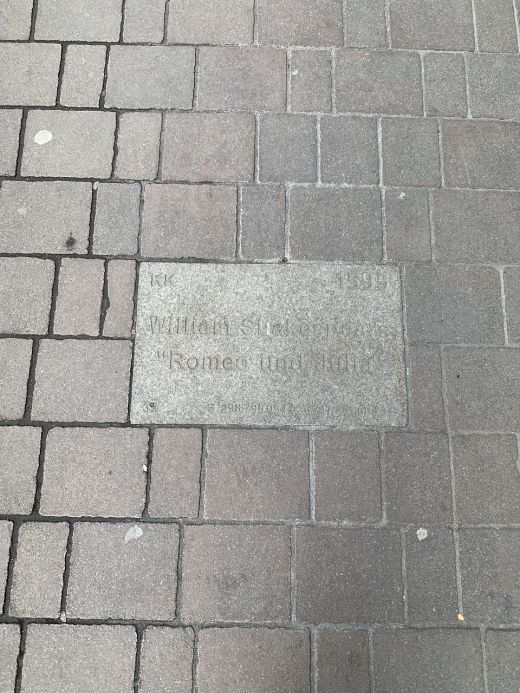 KK 1595
William Shakespeare
"Romeo und Julia"